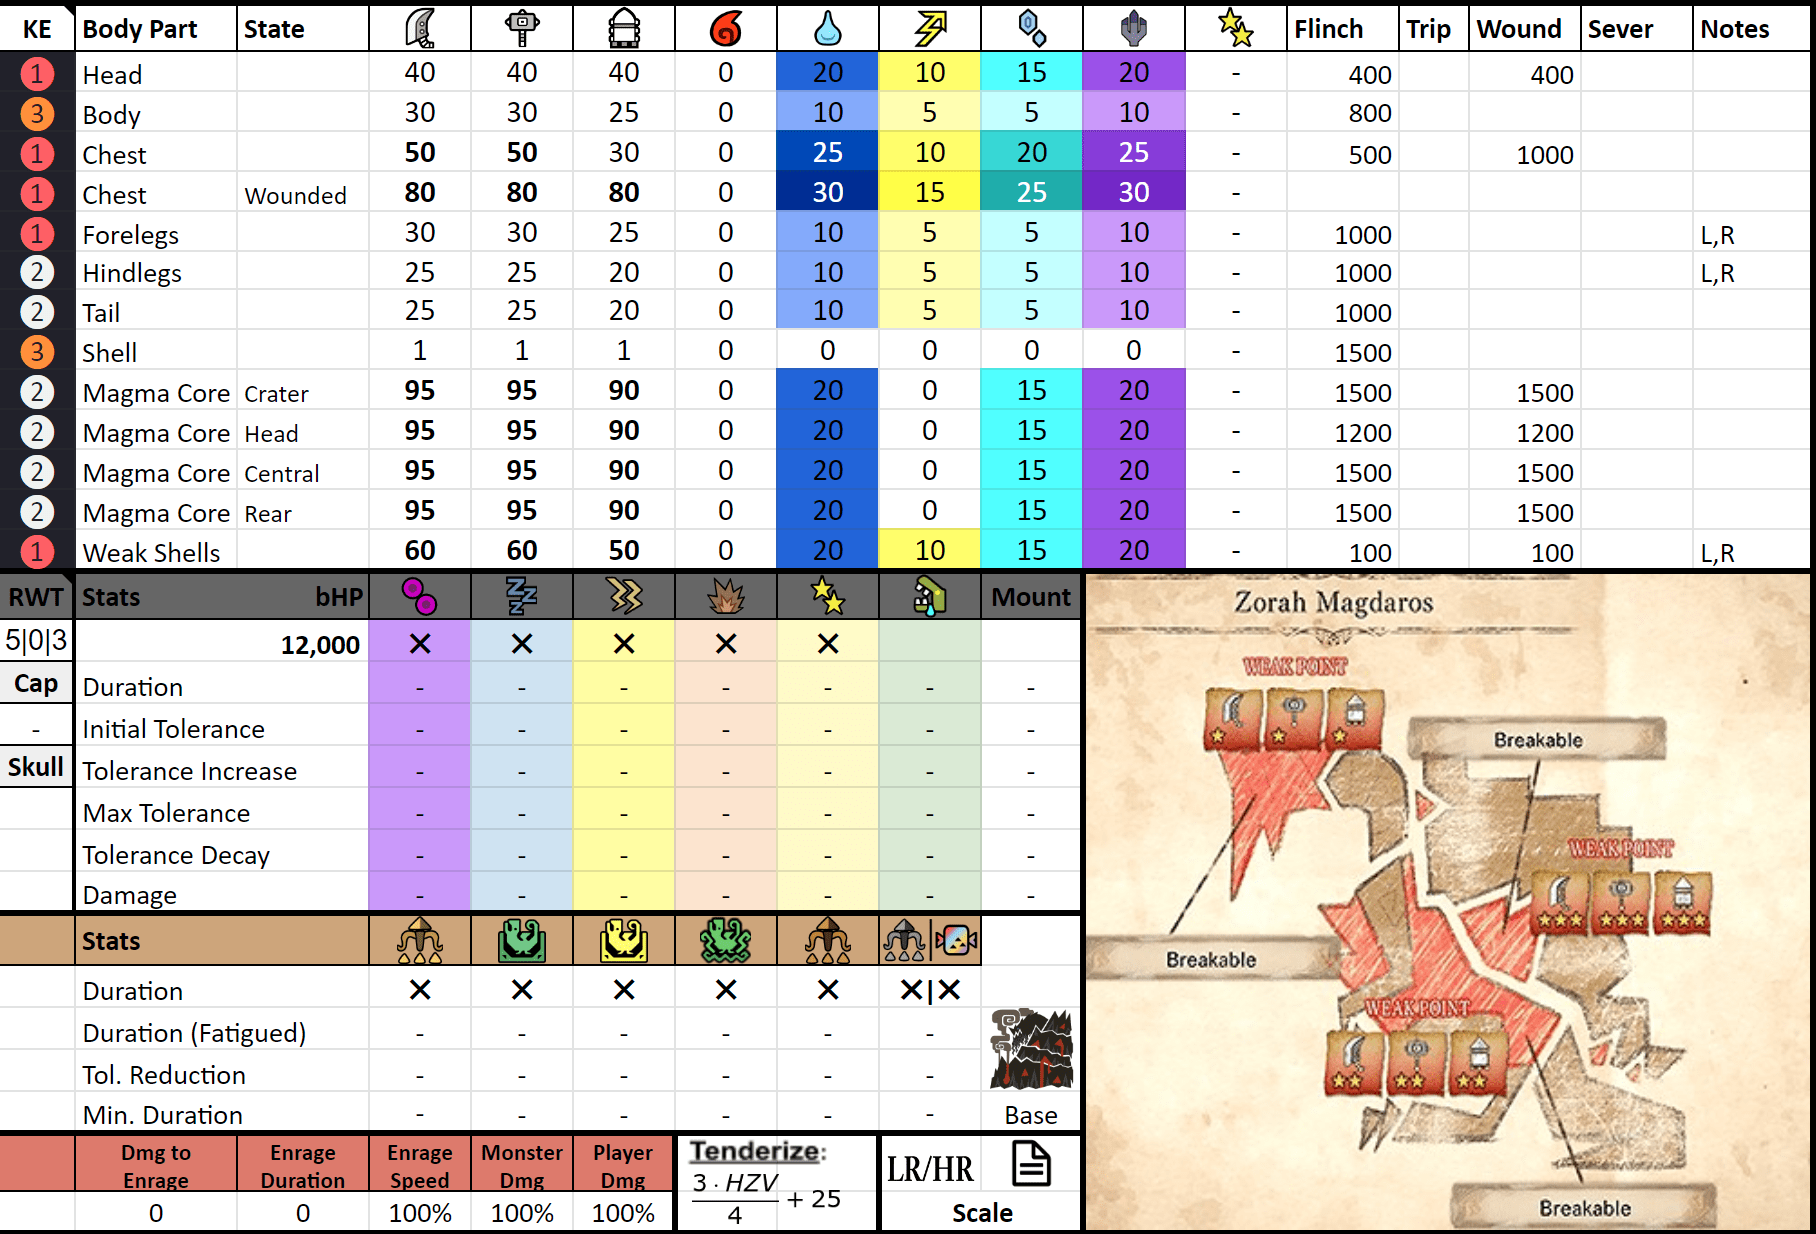 KE Body Part State Flinch Trip Wound Sever Notes
1 Head 40 40 40 0 20 10 15 20 - 400 400
3 Body 30 30 25 0 10 5 5 10 - 800
1 Chest 50 50 30 0 25 10 20 25 - 500 1000
1 Chest Wounded 80 80 80 0 30 15 25 30 -
1 Forelegs 30 30 25 0 10 5 5 10 - 1000 L,R
2 Hindlegs 25 25 20 0 10 5 5 10 - 1000 L,R
2 Tail 25 25 20 0 10 5 5 10 - 1000
3 Shell 1 1 1 0 0 0 0 0 - 1500
2 Magma Core Crater 95 95 90 0 20 0 15 20 - 1500 1500
2 Magma Core Head 95 95 90 0 20 0 15 20 - 1200 1200
2 Magma Core Central 95 95 90 0 20 0 15 20 - 1500 1500
2 Magma Core Rear 95 95 90 0 20 0 15 20 - 1500 1500
1 Weak Shells 60 60 50 0 20 10 15 20 - 100 100 L,R
RWT Stats bHP Mount
5|0|3 12,000 ✕ ✕ ✕ ✕ ✕
Cap Duration - - - - - - -
- Initial Tolerance - - - - - - -
Skull Tolerance Increase - - - - - - -
Max Tolerance - - - - - - -
Tolerance Decay - - - - - - -
Damage - - - - - - -
Stats |
Duration ✕ ✕ ✕ ✕ ✕ ✕|✕
Duration (Fatigued) - - - - - -
Tol. Reduction - - - - - -
Min. Duration - - - - - - Base
Dmg to Enrage Enrage Duration Enrage Speed Monster Dmg Player Dmg
0 0 100% 100% 100%
Tenderize:
3 · HZV
4
+ 25
LR/HR
Scale
Zorah Magdaros
WEAK POINT
Breakable
WEAK POINT
Breakable
WEAK POINT
Breakable